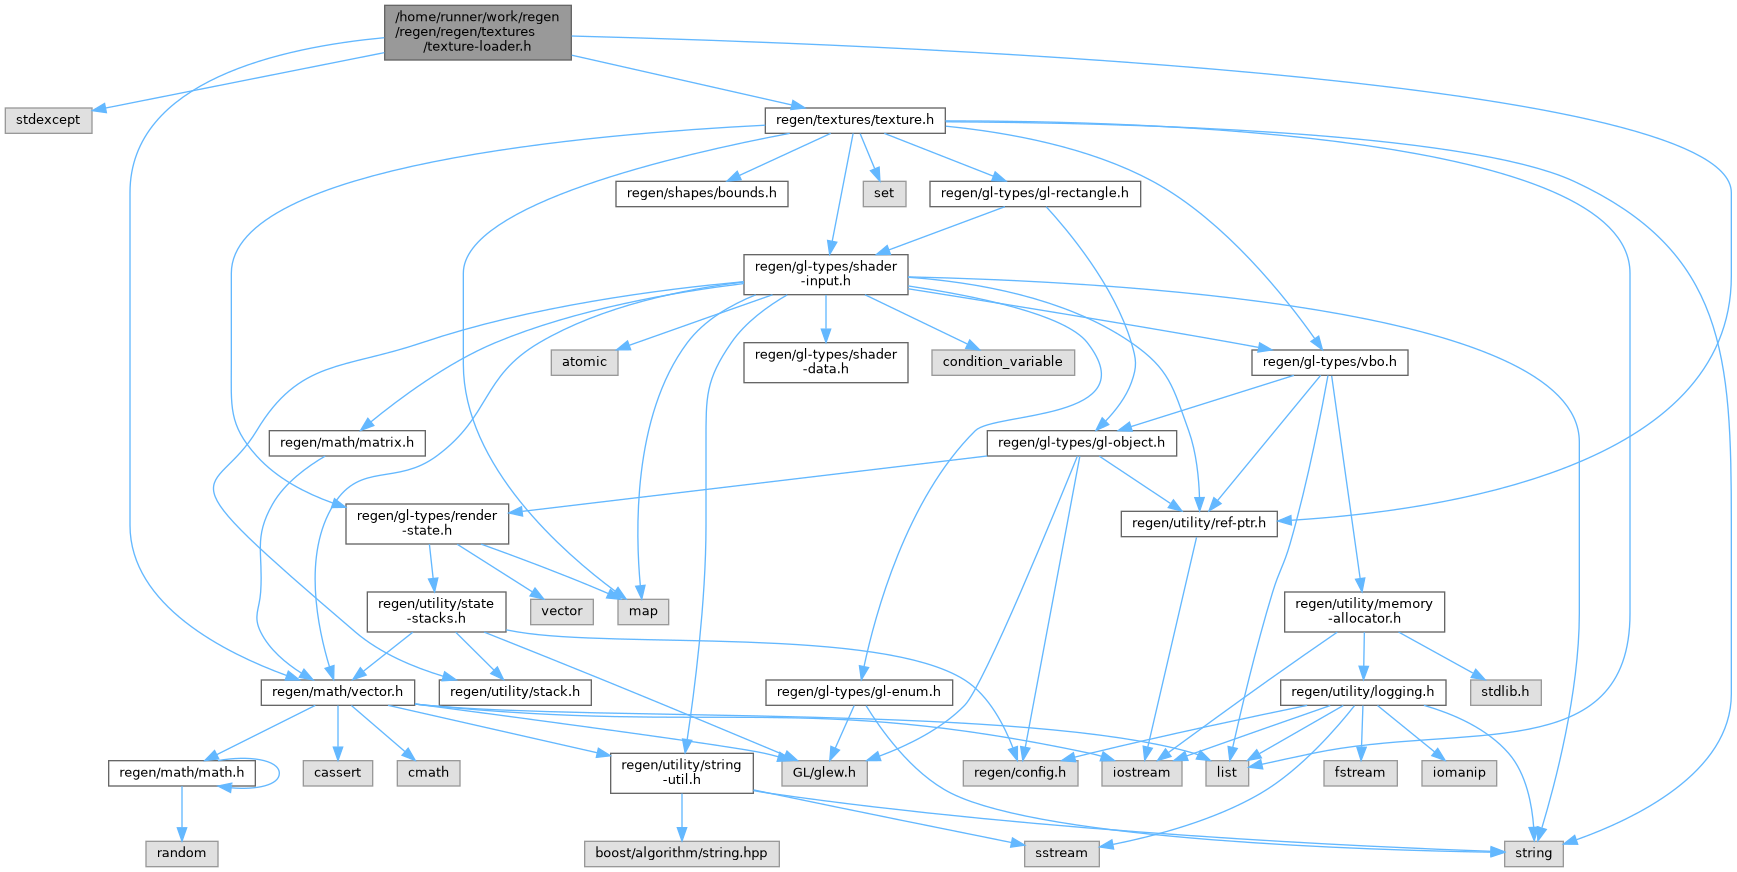 /home/runner/work/regen
/regen/regen/textures
/texture-loader.h
stdexcept
regen/textures/texture.h
regen/shapes/bounds.h
set
regen/gl-types/gl-rectangle.h
regen/gl-types/shader
-input.h
atomic
regen/gl-types/shader
-data.h
condition_variable
regen/gl-types/vbo.h
regen/math/matrix.h
regen/gl-types/gl-object.h
regen/gl-types/render
-state.h
regen/utility/ref-ptr.h
regen/utility/state
-stacks.h
vector
map
regen/utility/memory
-allocator.h
regen/math/vector.h
regen/utility/stack.h
regen/gl-types/gl-enum.h
regen/utility/logging.h
stdlib.h
regen/math/math.h
cassert
cmath
regen/utility/string
-util.h
GL/glew.h
regen/config.h
iostream
list
fstream
iomanip
random
boost/algorithm/string.hpp
sstream
string